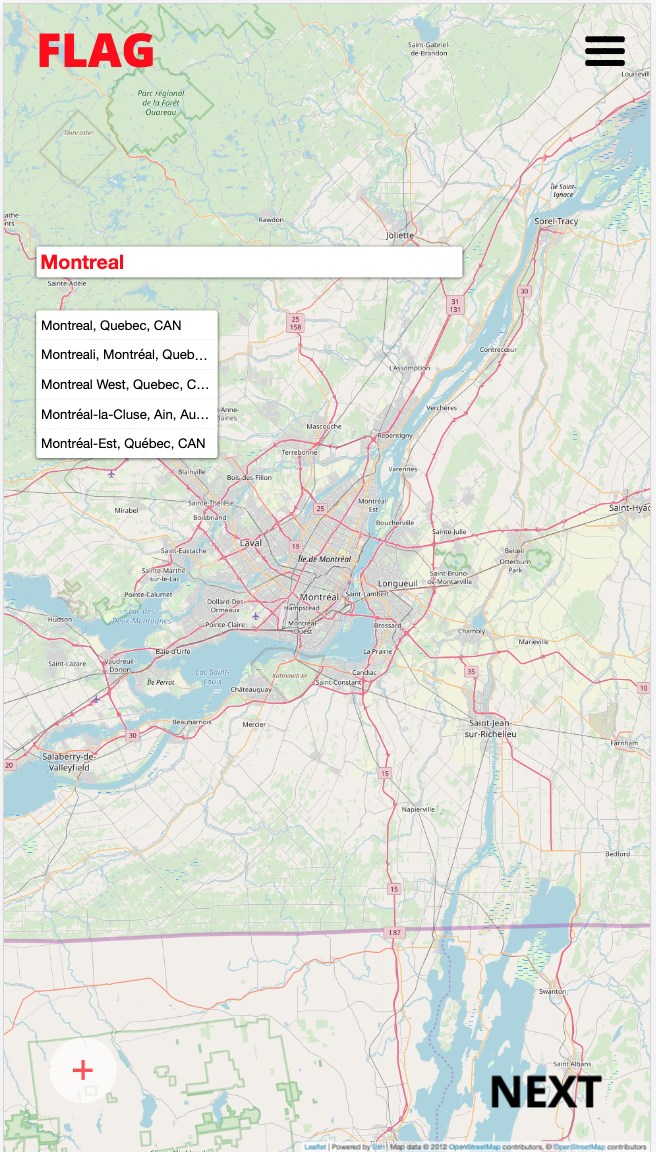 FLAG
Saint-Gabriel-
de-Brandon
Parc régional
de la Forêt
Ouareau
Doncaster
Île Saint-
Ignace
Sorel-Tracy
Rawdon
Joliette
Montreal
Sainte-Adèle
30
31
131
25
158
Montreal, Quebec, CAN
Montreali, Montréal, Queb...
Montreal West, Quebec, C...
Montréal-la-Cluse, Ain, Au...
Montréal-Est, Québec, CAN
Contrecœur
L'Assomption
Verchères
Mascouche
Repentigny
Terrebonne
Varennes
Blainville
Bois-des-Filion
Sainte-Thérèse
Boisbriand
Mirabel
25
Montréal-
Est
Boucherville
Sainte-Julie
Saint-Hyac
Laval
19
Saint-Eustache
Île de Montréal
Belœil
Otterburn
Park
Sainte-Marthe-
sur-le-Lac
Longueuil
Saint-Bruno-
de-Montarville
Pointe-Calumet
Montréal
Saint-Lambert
Dollard-Des
Ormeaux
Hampstead
Lac des
Deux Montagnes
Hudson
Pointe-Claire
Montréal-
Ouest
Brossard
Chambly
Marieville
Baie-d'Urfé
La Prairie
Saint-Lazare
Vaudreuil-
Dorion
Lac Saint-
Louis
Île Perrot
Kahnawake
Candiac
Saint-Constant
35
10
Châteauguay
Beauharnois
Mercier
Saint-Jean-
sur-Richelieu
30
Farnham
20
Salaberry-de-
Valleyfield
15
Napierville
Bedford
15
I 87
Swanton
+
Saint Albans
NEXT
Leaflet | Powered by Esri | Map data © 2012 OpenStreetMap contributors, © OpenStreetMap contributors